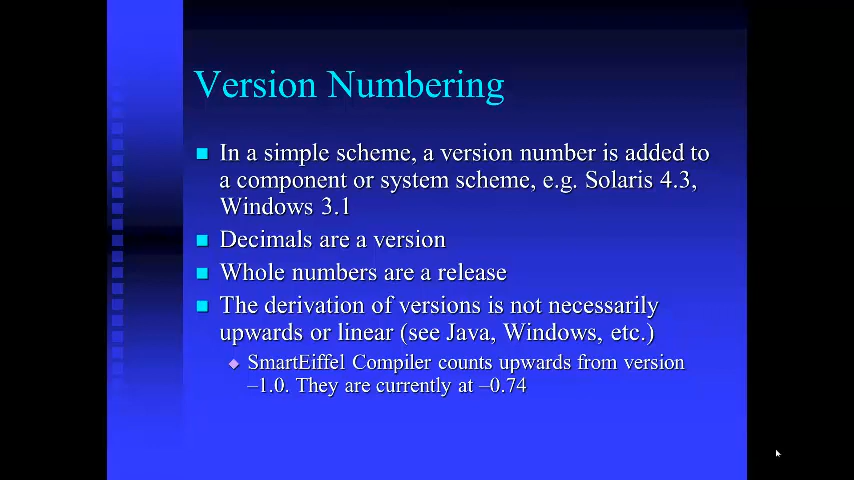 Version Numbering
In a simple scheme, a version number is added to
a component or system scheme, e.g. Solaris 4.3,
Windows 3.1
Decimals are a version
Whole numbers are a release
The derivation of versions is not necessarily
upwards or linear (see Java, Windows, etc.)
SmartEiffel Compiler counts upwards from version
–1.0. They are currently at –0.74